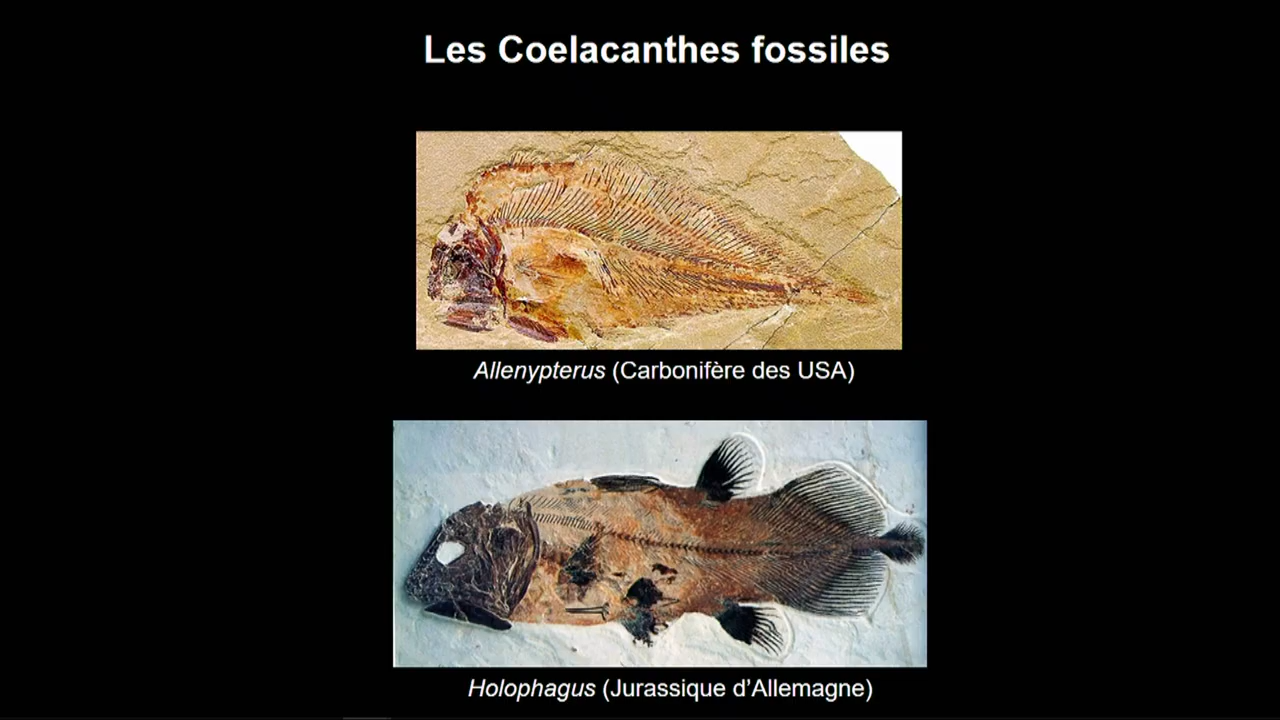 Les Coelacanthes fossiles
Allenypterus (Carbonifère des USA)
Holophagus (Jurassique d’Allemagne)